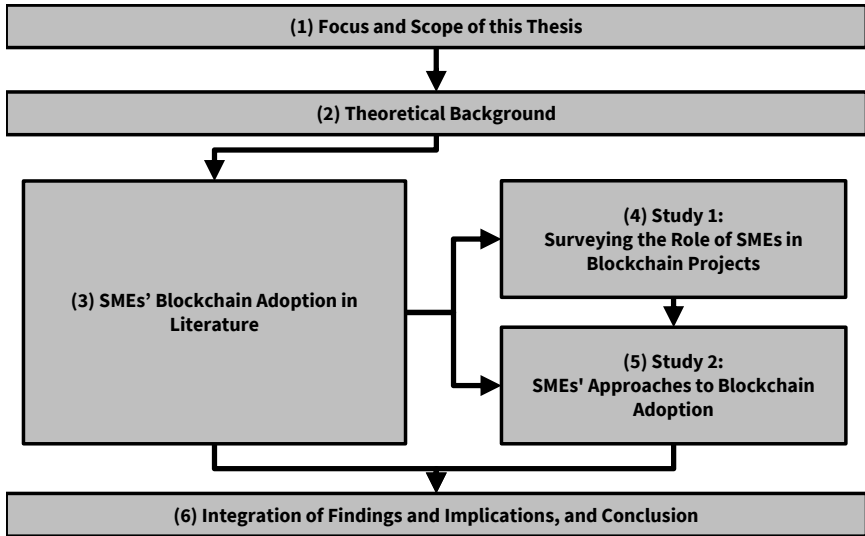 (1) Focus and Scope of this Thesis
(2) Theoretical Background
(3) SMEs’ Blockchain Adoption in
Literature
(4) Study 1:
Surveying the Role of SMEs in
Blockchain Projects
(5) Study 2:
SMEs' Approaches to Blockchain
Adoption
(6) Integration of Findings and Implications, and Conclusion